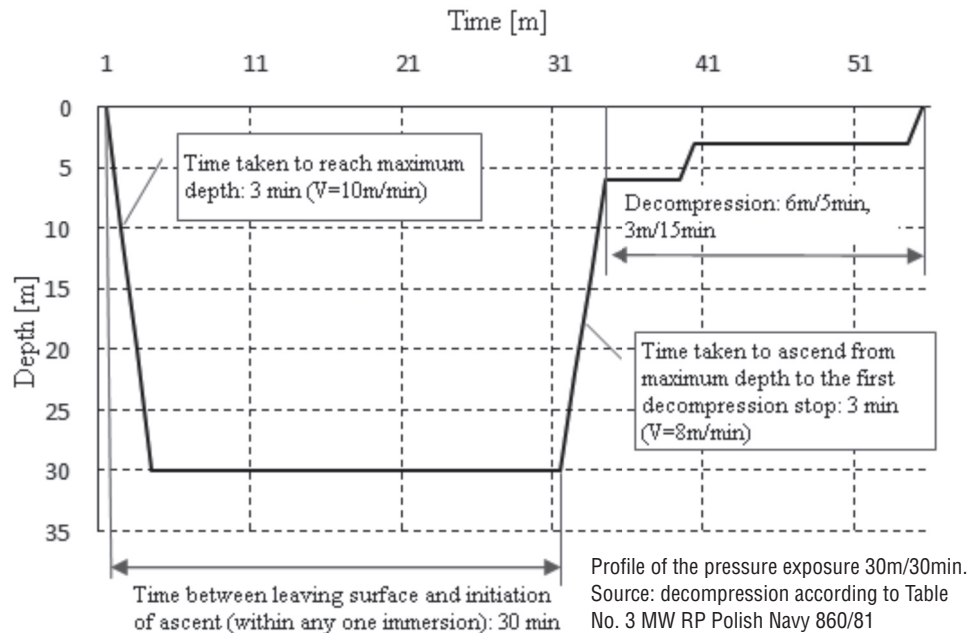 Time [m]
1 11 21 31 41 51
0
5
10
15
20
25
30
35
Depth [m]
Time taken to reach maximum
depth: 3 min (V=10m/min)
Decompression: 6m/5min,
3m/15min
Time taken to ascend from
maximum depth to the first
decompression stop: 3 min
(V=8m/min)
Time between leaving surface and initiation
of ascent (within any one immersion): 30 min
Profile of the pressure exposure 30m/30min.
Source: decompression according to Table
No. 3 MW RP Polish Navy 860/81